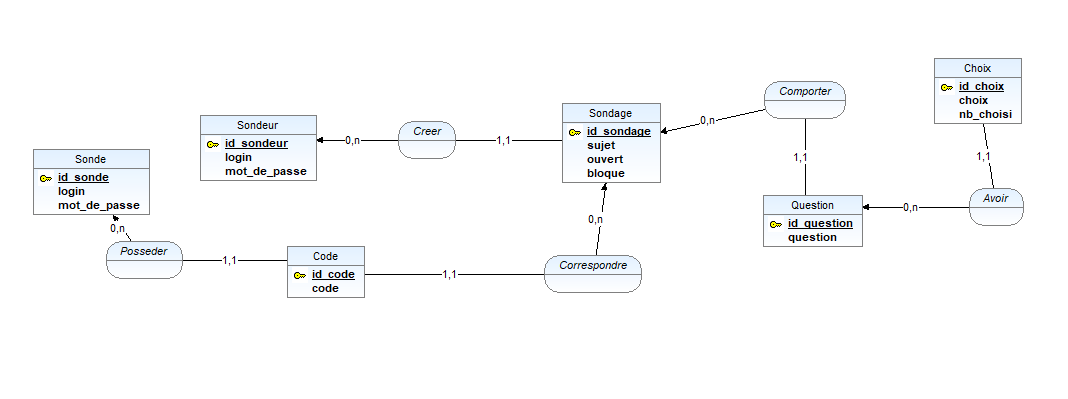 Choix
id_choix
choix
nb_choisi
Comporter
Sondage
id_sondage
sujet
ouvert
bloque
Sondeur
id_sondeur
login
mot_de_passe
Creer
0,n
1,1
0,n
1,1
1,1
Sonde
id_sonde
login
mot_de_passe
Question
id_question
question
0,n
Avoir
0,n
0,n
Posseder
1,1
Code
id_code
code
1,1
Correspondre